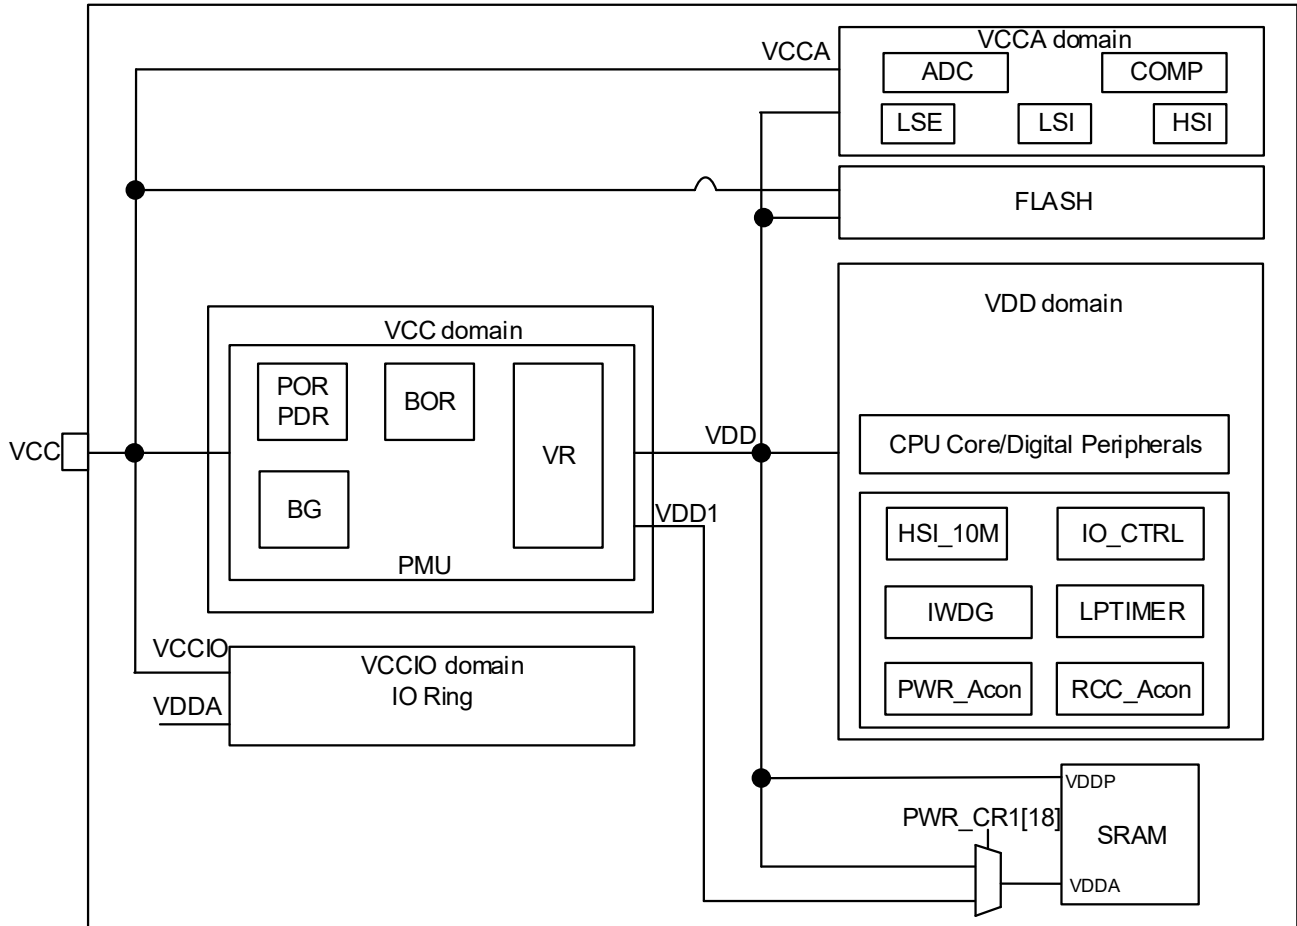 VCCA domain
VCCA
ADC
COMP
LSE
LSI
HSI
FLASH
VDD domain
VCC domain
POR
PDR
BOR
VR
BG
PMU
VCC
VDD
VDD1
CPU Core/Digital Peripherals
HSI_10M
IO_CTRL
IWDG
LPTIMER
PWR_Acon
RCC_Acon
VCCIO
VDDA
VCCIO domain
IO Ring
VDDP
PWR_CR1[18]
SRAM
VDDA